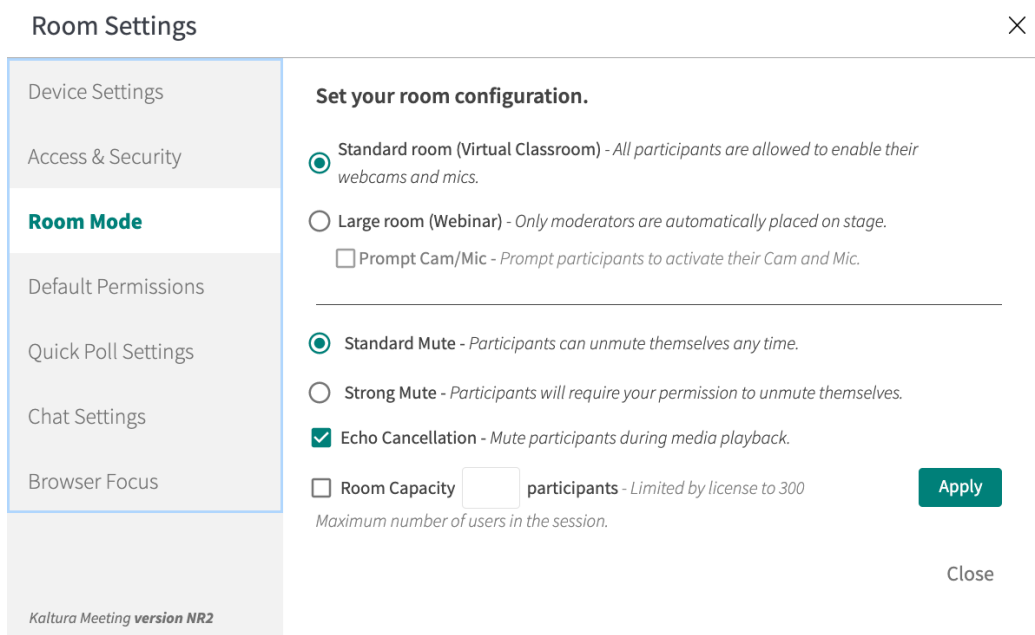 Room Settings
Device Settings
Access & Security
Room Mode
Default Permissions
Quick Poll Settings
Chat Settings
Browser Focus
Kaltura Meeting version NR2
Set your room configuration.
Standard room (Virtual Classroom) - All participants are allowed to enable their
webcams and mics.
Large room (Webinar) - Only moderators are automatically placed on stage.
Prompt Cam/Mic - Prompt participants to activate their Cam and Mic.
Standard Mute - Participants can unmute themselves any time.
Strong Mute - Participants will require your permission to unmute themselves.
Echo Cancellation - Mute participants during media playback.
Room Capacity participants - Limited by license to 300
Apply
Maximum number of users in the session.
Close